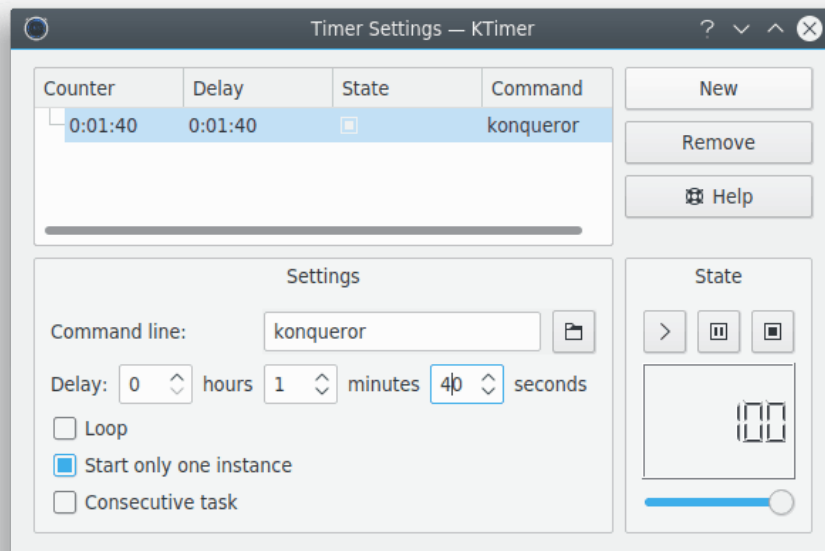 Timer Settings — KTimer ?
Counter Delay State Command
0:01:40 0:01:40 konqueror
New
Remove
Help
Settings
Command line: konqueror
Delay: 0 hours 1 minutes 40 seconds
Loop
Start only one instance
Consecutive task
State
100